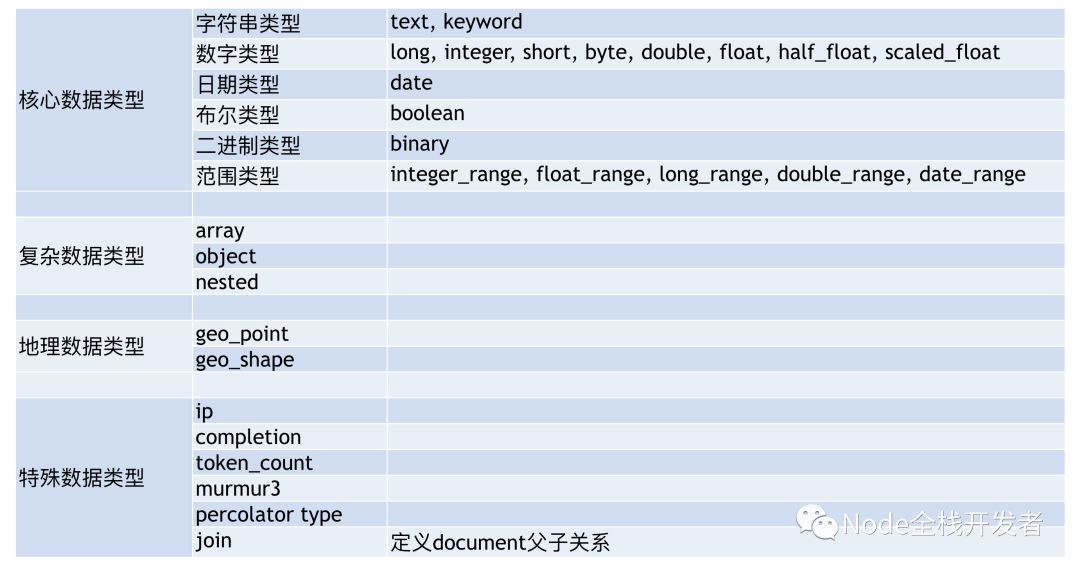 核心数据类型
字符串类型 text, keyword
数字类型 long, integer, short, byte, double, float, half_float, scaled_float
日期类型 date
布尔类型 boolean
二进制类型 binary
范围类型 integer_range, float_range, long_range, double_range, date_range
复杂数据类型
array
object
nested
地理数据类型
geo_point
geo_shape
特殊数据类型
ip
completion
token_count
murmur3
percolator type
join 定义document父子关系
Node全栈开发者